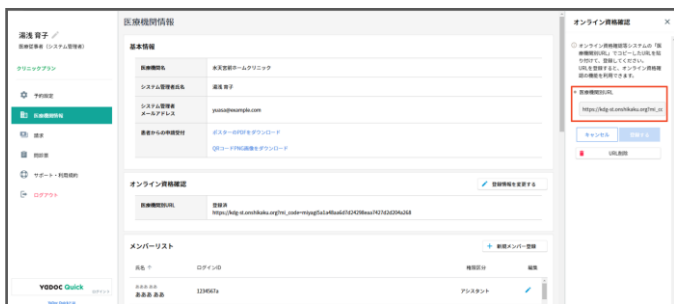 湯浅 育子
医療従事者（システム管理者）
クリニックプラン
予約設定
医療機関情報
請求
問診票
サポート・利用規約
ログアウト
YaDOC Quick
医療機関情報
基本情報
医療機関名
水天宮前ホームクリニック
システム管理者氏名
湯浅 育子
システム管理者
メールアドレス
yuasa@example.com
患者からの申請受付
ポスターのPDFをダウンロード
QRコードPNG画像をダウンロード
オンライン資格確認
登録情報を変更する
医療機関別URL
登録済
メンバーリスト
+ 新規メンバー登録
氏名
ログインID
権限区分
編集
あああ ああ
あああ ああ
1234567a
アシスタント
オンライン資格確認
×
オンライン資格確認等システムの「医
療機関別URL」でコピーしたURLを貼
り付けて、登録してください。
URLを登録すると、オンライン資格確
認の機能を利用できます。
* 医療機関別URL
https://kdg-st.onshikaku.org?mi_cc
キャンセル
登録する
URL削除